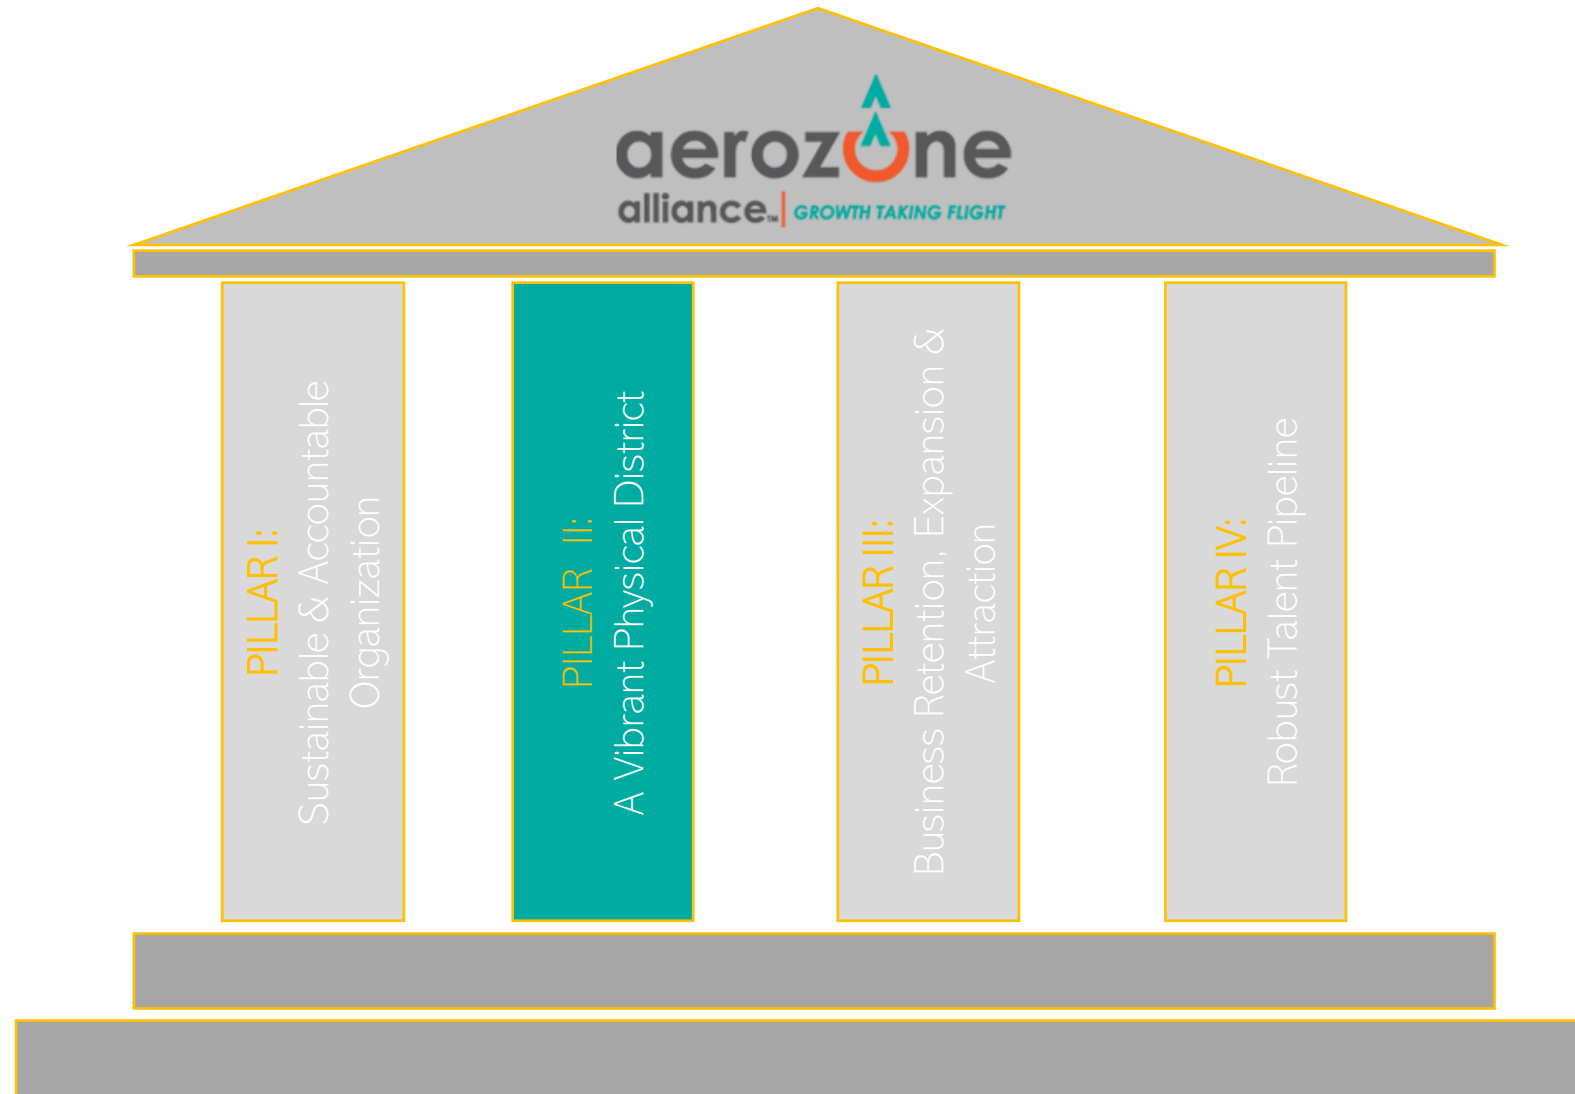 aerozone
alliance™ GROWTH TAKING FLIGHT
PILLAR I:
Sustainable & Accountable
Organization
PILLAR II:
A Vibrant Physical District
PILLAR III:
Business Retention, Expansion &
Attraction
PILLAR IV:
Robust Talent Pipeline